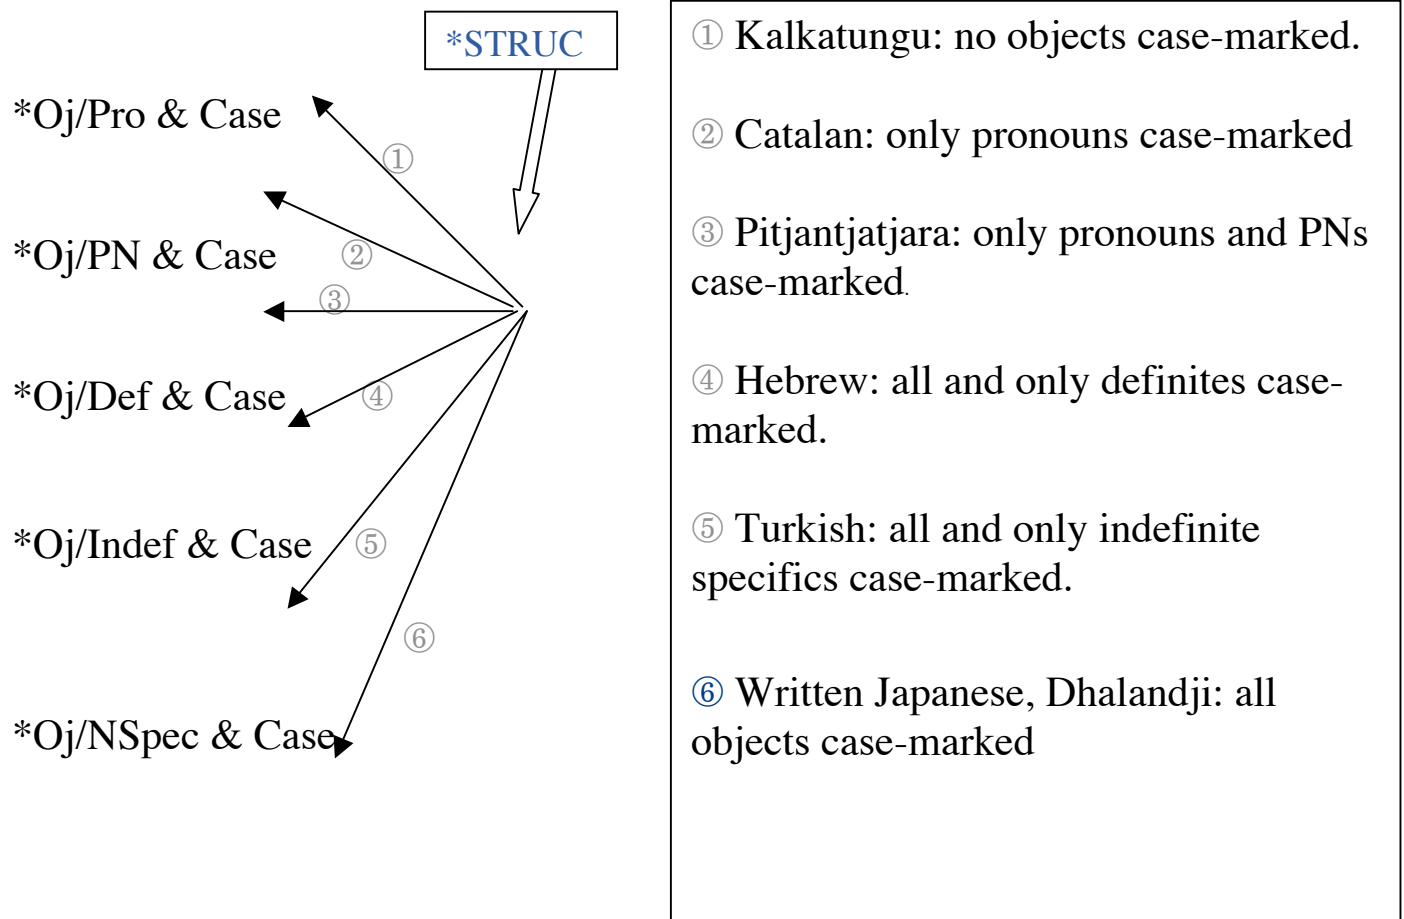 *STRUC
*Oj/Pro & Case
①
②
*Oj/PN & Case
③
*Oj/Def & Case
④
*Oj/Indef & Case
⑤
⑥
*Oj/NSpec & Case
① Kalkatungu: no objects case-marked.
② Catalan: only pronouns case-marked
③ Pitjantjatjara: only pronouns and PNs
case-marked.
④ Hebrew: all and only definites case-
marked.
⑤ Turkish: all and only indefinite
specifics case-marked.
⑥ Written Japanese, Dhalandji: all
objects case-marked